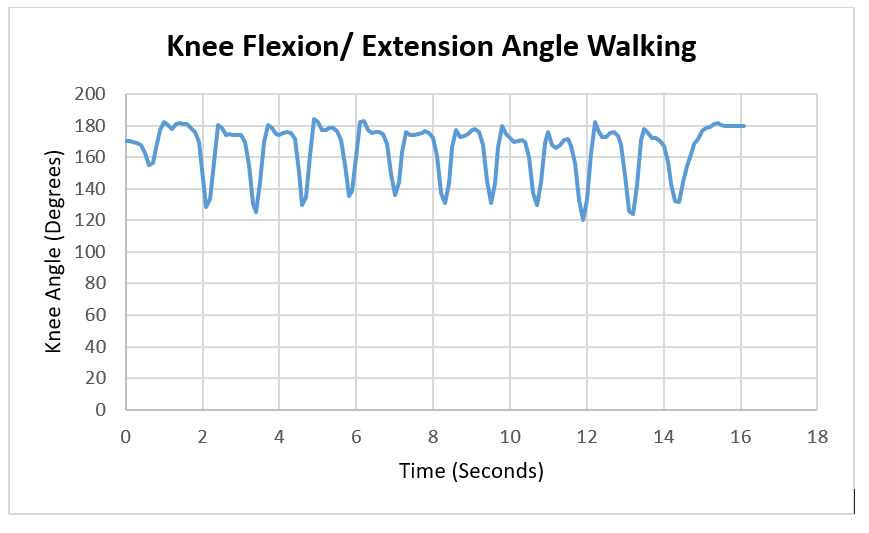 Knee Flexion/ Extension Angle Walking
200
180
160
140
120
100
80
60
40
20
0
Knee Angle (Degrees)
0 2 4 6 8 10 12 14 16 18
Time (Seconds)